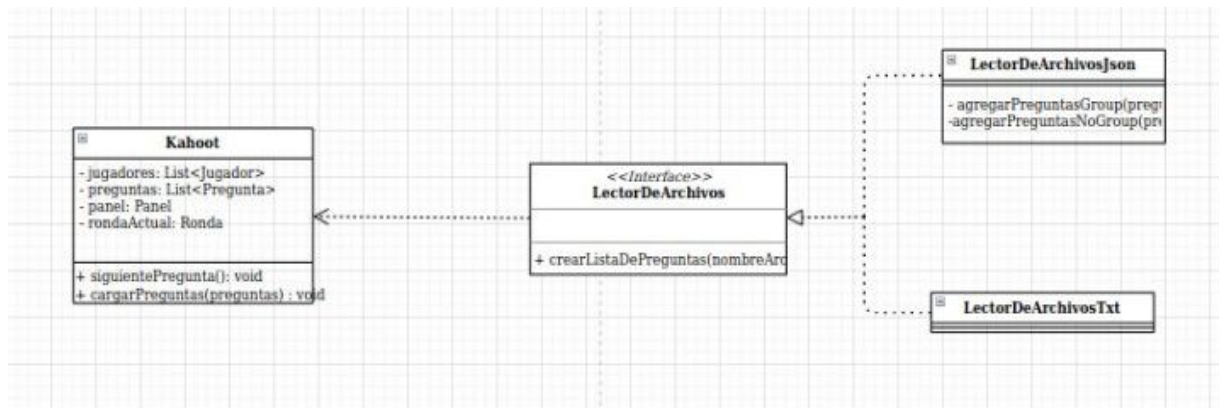 Kahoot
- jugadores: List<Jugador>
- preguntas: List<Pregunta>
- panel: Panel
- rondaActual: Ronda
+ siguientePregunta(): void
+ cargarPreguntas(preguntas) : void
<<Interface>>
LectorDeArchivos
+ crearListaDePreguntas(nombreArc
LectorDeArchivosJson
- agregarPreguntasGroup(pregu
-agregarPreguntasNoGroup(pre
LectorDeArchivosTxt